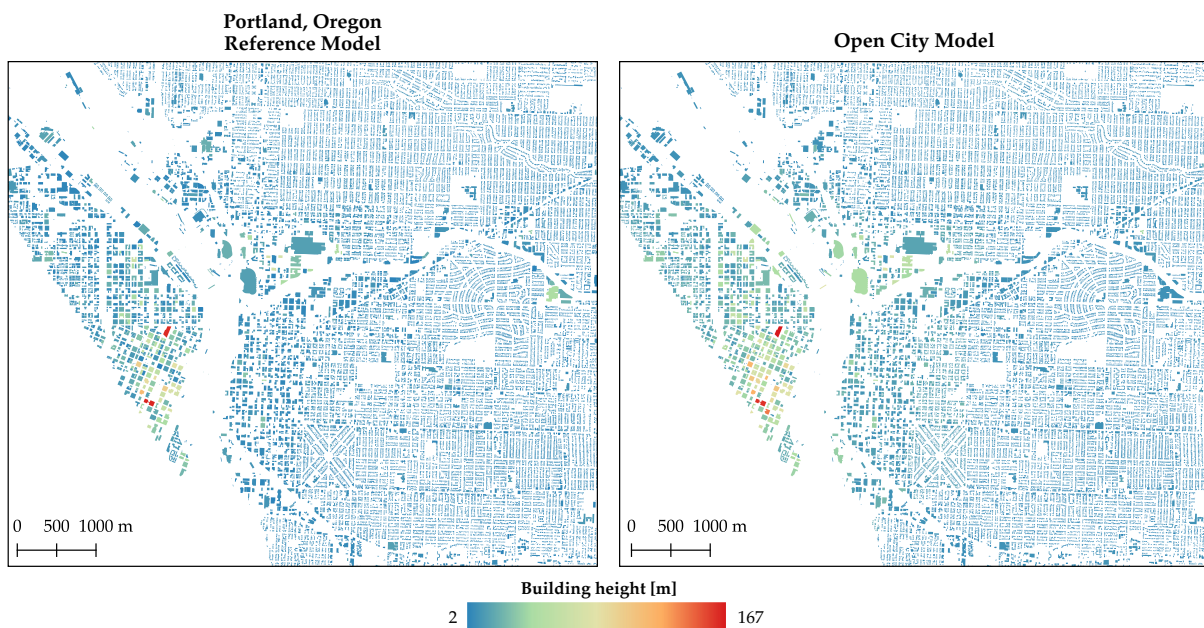 Portland, Oregon
Reference Model
Open City Model
0 500 1000 m
0 500 1000 m
Building height [m]
2 167